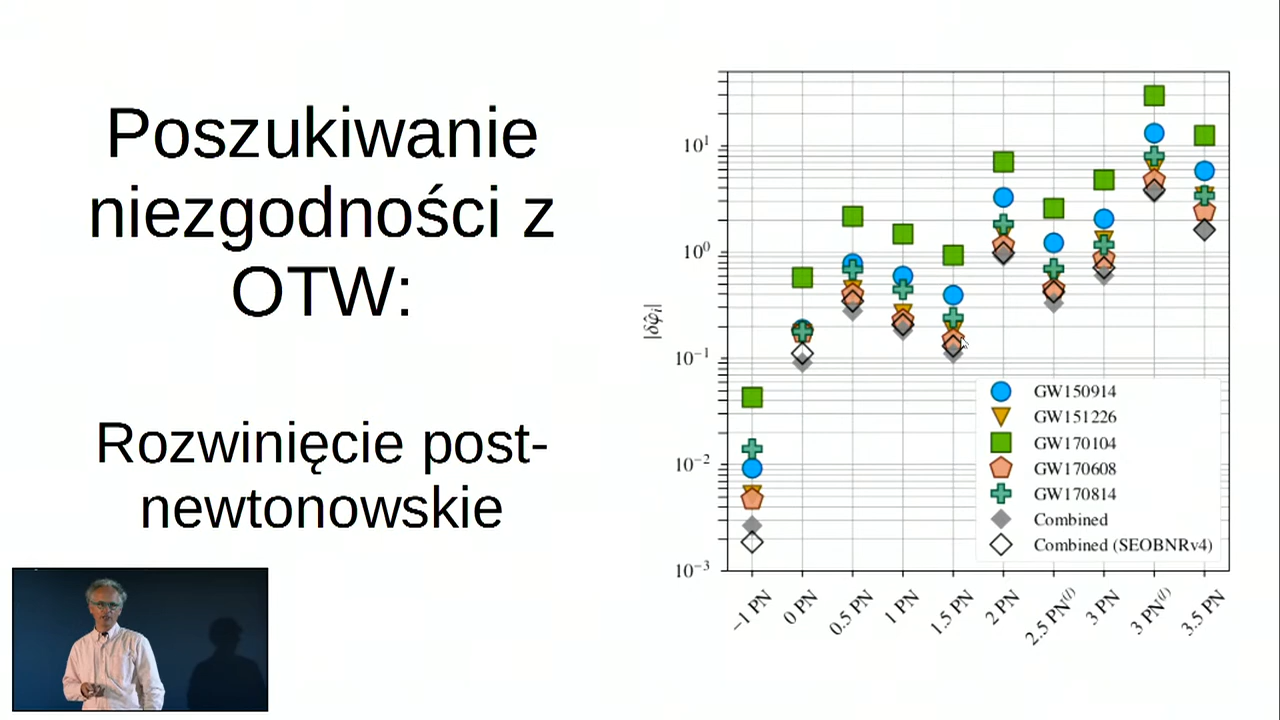 Poszukiwanie
niezgodności z
OTW:
Rozwinięcie post-
newtonowskie
|δφ̂ᵢ|
10¹
10⁰
10⁻¹
10⁻²
10⁻³
−1 PN
0 PN
0.5 PN
1 PN
1.5 PN
2 PN
2.5 PN⁽ˡ⁾
3 PN
3 PN⁽ˡ⁾
3.5 PN
GW150914
GW151226
GW170104
GW170608
GW170814
Combined
Combined (SEOBNRv4)